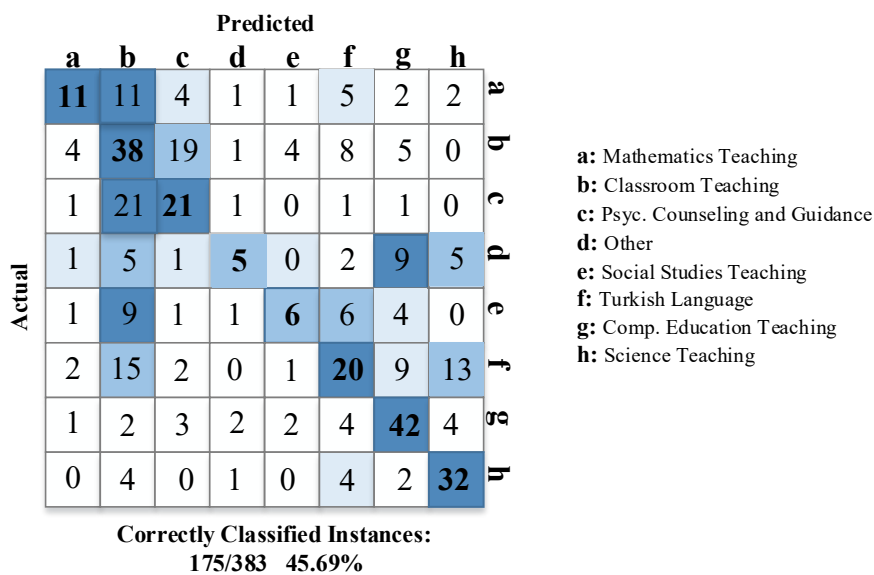 Predicted
a b c d e f g h
11 11 4 1 1 5 2 2 a
4 38 19 1 4 8 5 0 b
1 21 21 1 0 1 1 0 c
1 5 1 5 0 2 9 5 d
1 9 1 1 6 6 4 0 e
2 15 2 0 1 20 9 13 f
1 2 3 2 2 4 42 4 g
0 4 0 1 0 4 2 32 h
Actual
Correctly Classified Instances:
175/383 45.69%
a: Mathematics Teaching
b: Classroom Teaching
c: Psyc. Counseling and Guidance
d: Other
e: Social Studies Teaching
f: Turkish Language
g: Comp. Education Teaching
h: Science Teaching